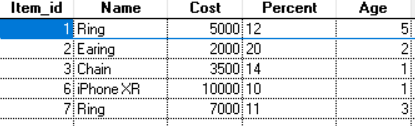 Item_id Name Cost Percent Age
1 Ring 5000 12 5
2 Earing 2000 20 2
3 Chain 3500 14 1
6 iPhone XR 10000 10 1
7 Ring 7000 11 3